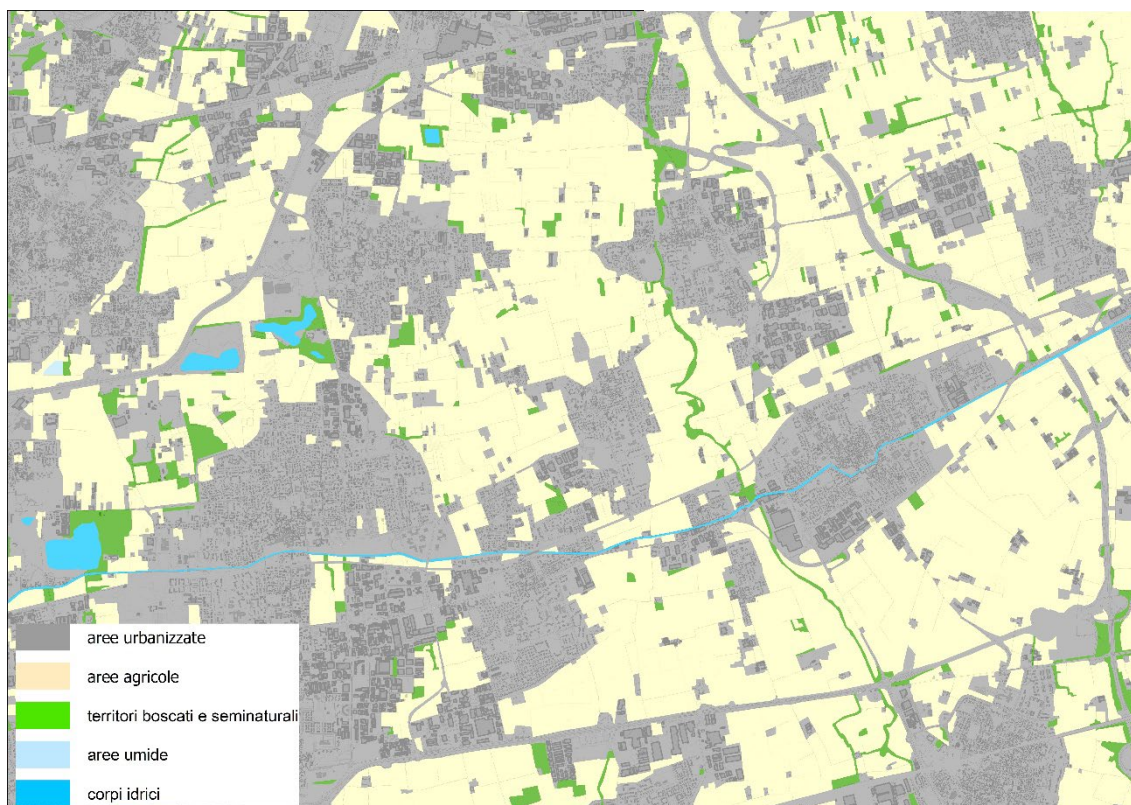 aree urbanizzate
aree agricole
territori boscati e seminaturali
aree umide
corpi idrici